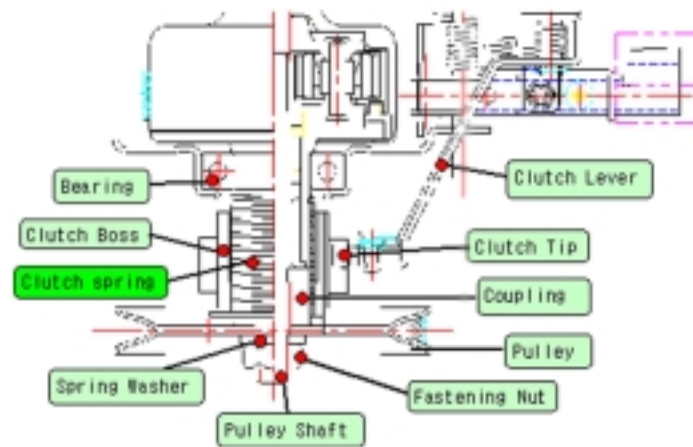 Bearing
Clutch Lever
Clutch Boss
Clutch Tip
Clutch spring
Coupling
Pulley
Spring Washer
Fastening Nut
Pulley Shaft